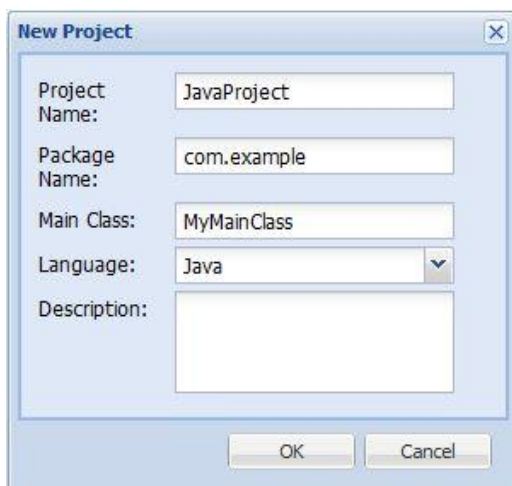 New Project
Project
Name:
JavaProject
Package
Name:
com.example
Main Class:
MyMainClass
Language:
Java
Description:
OK
Cancel